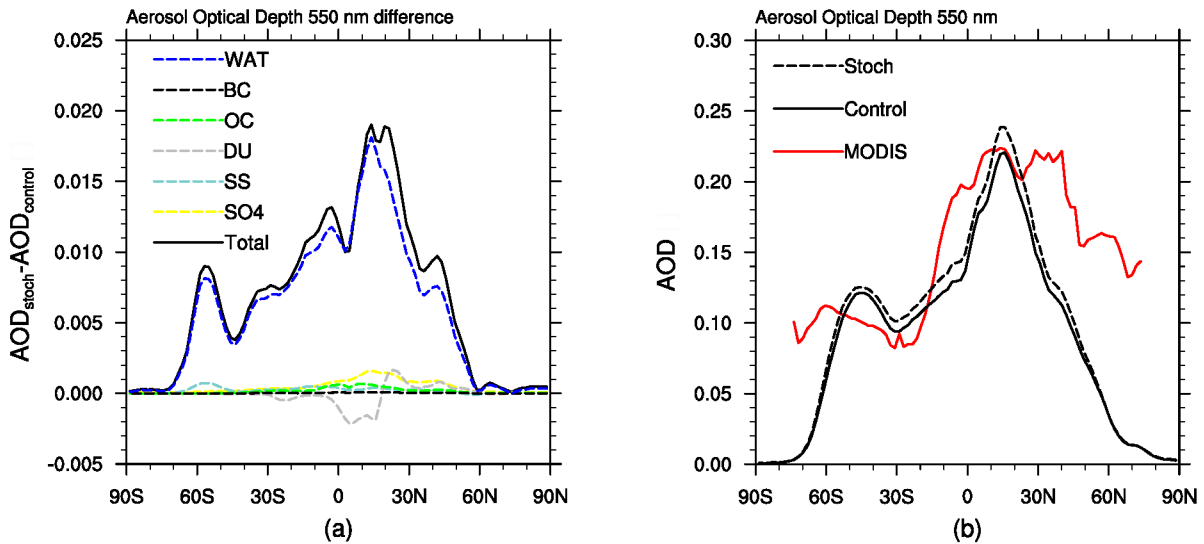 Aerosol Optical Depth 550 nm difference
AOD_stoch-AOD_control
0.025
0.020
0.015
0.010
0.005
0.000
-0.005
WAT
BC
OC
DU
SS
SO4
Total
90S 60S 30S 0 30N 60N 90N
(a)
Aerosol Optical Depth 550 nm
AOD
0.30
0.25
0.20
0.15
0.10
0.05
0.00
Stoch
Control
MODIS
90S 60S 30S 0 30N 60N 90N
(b)